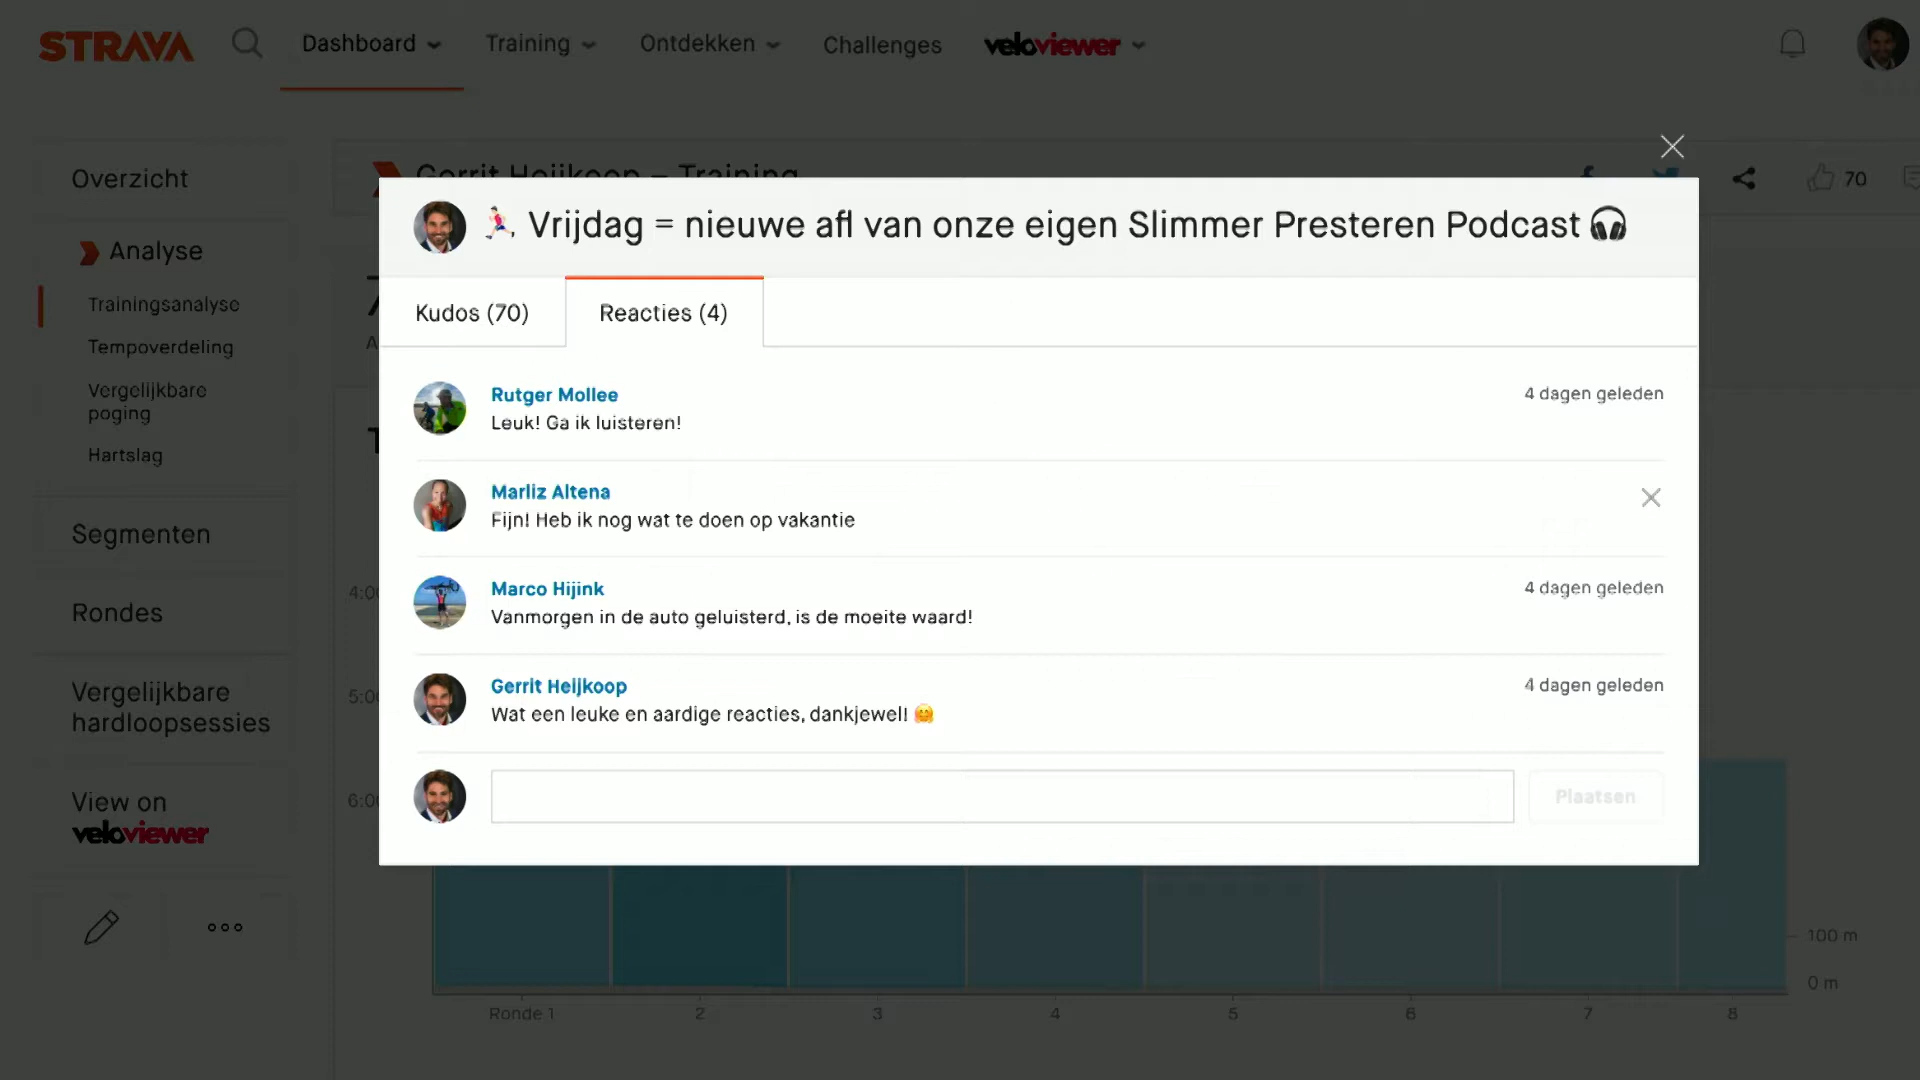 STRAVA
Dashboard
Training
Ontdekken
Challenges
veloviewer
Overzicht
Gerrit Heijkoop – Training
70
Analyse
Trainingsanalyse
Tempoverdeling
Vergelijkbare
poging
Hartslag
Segmenten
Rondes
Vergelijkbare
hardloopsessies
View on
veloviewer
🏃🏻 Vrijdag = nieuwe afl van onze eigen Slimmer Presteren Podcast 🎧
Kudos (70)
Reacties (4)
Rutger Mollee
4 dagen geleden
Leuk! Ga ik luisteren!
Marliz Altena
Fijn! Heb ik nog wat te doen op vakantie
Marco Hijink
4 dagen geleden
Vanmorgen in de auto geluisterd, is de moeite waard!
Gerrit Heijkoop
4 dagen geleden
Wat een leuke en aardige reacties, dankjewel! 🤗
Plaatsen
100 m
0 m
Ronde 1
2
3
4
5
6
7
8